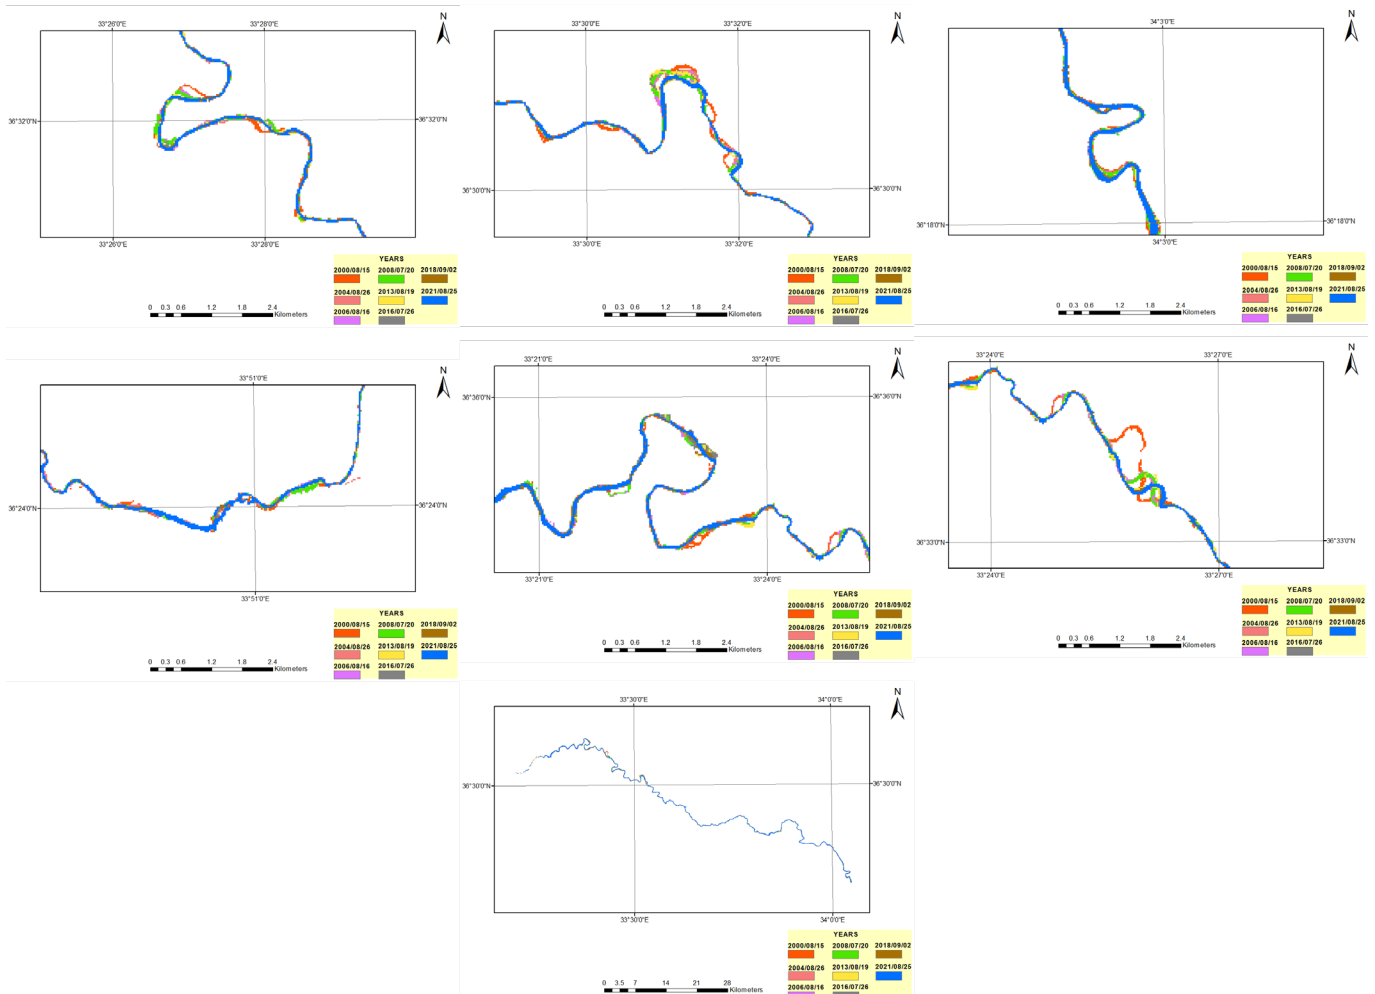 N
33°26'0"E 33°28'0"E
36°32'0"N 36°32'0"N
33°26'0"E 33°28'0"E
YEARS
2000/08/15 2008/07/20 2018/09/02
2004/08/26 2013/08/19 2021/08/25
2006/08/16 2016/07/26
0 0.3 0.6 1.2 1.8 2.4
Kilometers
N
33°30'0"E 33°32'0"E
36°30'0"N 36°30'0"N
33°30'0"E 33°32'0"E
YEARS
2000/08/15 2008/07/20 2018/09/02
2004/08/26 2013/08/19 2021/08/25
2006/08/16 2016/07/26
0 0.3 0.6 1.2 1.8 2.4
Kilometers
N
34°3'0"E
36°18'0"N 36°18'0"N
34°3'0"E
YEARS
2000/08/15 2008/07/20 2018/09/02
2004/08/26 2013/08/19 2021/08/25
2006/08/16 2016/07/26
0 0.3 0.6 1.2 1.8 2.4
Kilometers
N
33°51'0"E
36°24'0"N 36°24'0"N
33°51'0"E
YEARS
2000/08/15 2008/07/20 2018/09/02
2004/08/26 2013/08/19 2021/08/25
2006/08/16 2016/07/26
0 0.3 0.6 1.2 1.8 2.4
Kilometers
N
33°21'0"E 33°24'0"E
36°36'0"N 36°36'0"N
33°21'0"E 33°24'0"E
YEARS
2000/08/15 2008/07/20 2018/09/02
2004/08/26 2013/08/19 2021/08/25
2006/08/16 2016/07/26
0 0.3 0.6 1.2 1.8 2.4
Kilometers
N
33°24'0"E 33°27'0"E
36°33'0"N 36°33'0"N
33°24'0"E 33°27'0"E
YEARS
2000/08/15 2008/07/20 2018/09/02
2004/08/26 2013/08/19 2021/08/25
2006/08/16 2016/07/26
0 0.3 0.6 1.2 1.8 2.4
Kilometers
N
33°30'0"E 34°0'0"E
36°30'0"N 36°30'0"N
33°30'0"E 34°0'0"E
YEARS
2000/08/15 2008/07/20 2018/09/02
2004/08/26 2013/08/19 2021/08/25
2006/08/16 2016/07/26
0 3.5 7 14 21 28
Kilometers